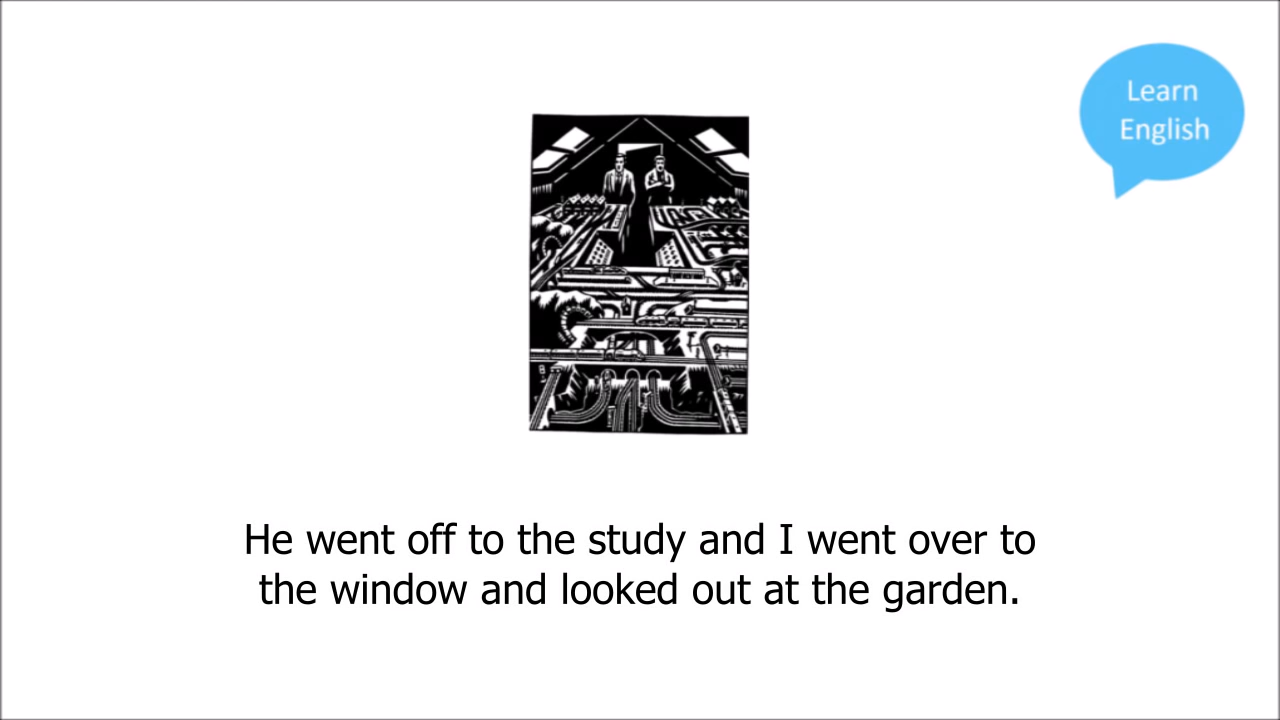 Learn
English
He went off to the study and I went over to
the window and looked out at the garden.